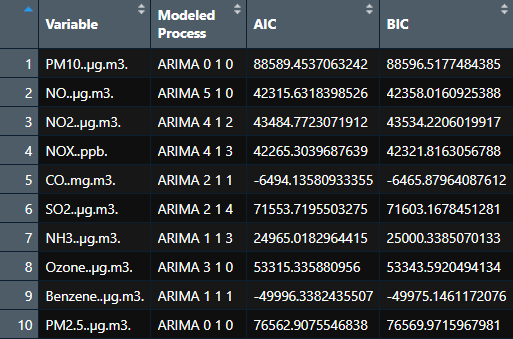 Variable Modeled Process AIC BIC
1 PM10..µg.m3. ARIMA 0 1 0 88589.4537063242 88596.5177484385
2 NO..µg.m3. ARIMA 5 1 0 42315.6318398526 42358.0160925388
3 NO2..µg.m3. ARIMA 4 1 2 43484.7723071912 43534.2206019917
4 NOX..ppb. ARIMA 4 1 3 42265.3039687639 42321.8163056788
5 CO..mg.m3. ARIMA 2 1 1 -6494.13580933355 -6465.87964087612
6 SO2..µg.m3. ARIMA 2 1 4 71553.7195503275 71603.1678451281
7 NH3..µg.m3. ARIMA 1 1 3 24965.0182964415 25000.3385070133
8 Ozone..µg.m3. ARIMA 3 1 0 53315.335880956 53343.5920494134
9 Benzene..µg.m3. ARIMA 1 1 1 -49996.3382435507 -49975.1461172076
10 PM2.5..µg.m3. ARIMA 0 1 0 76562.9075546838 76569.9715967981